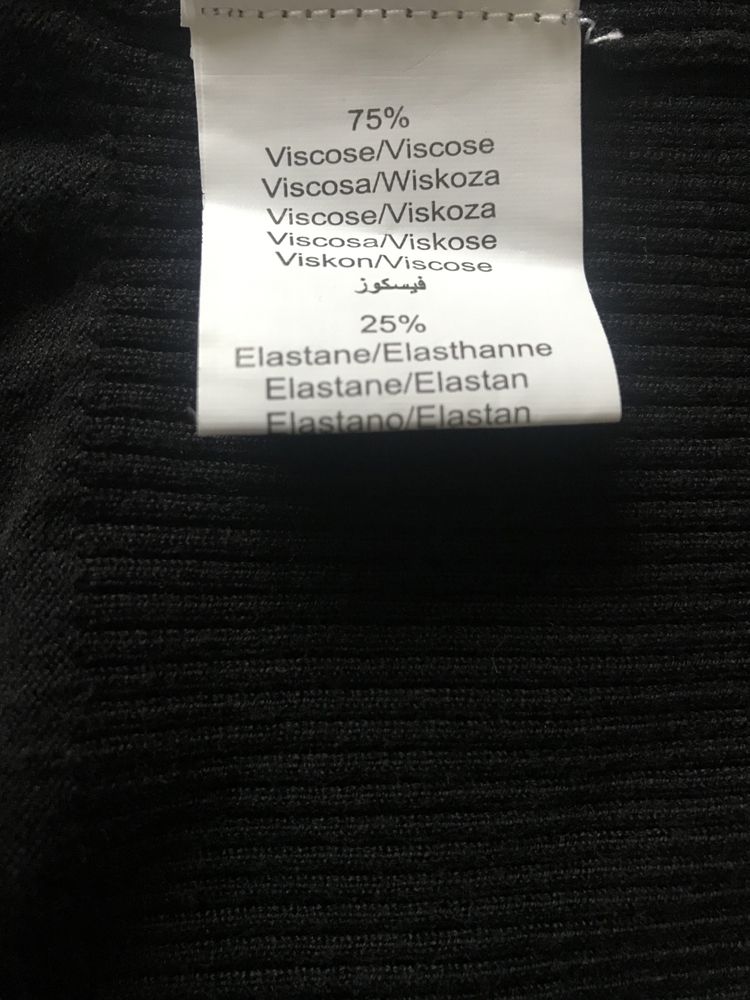 75%
Viscose/Viscose
Viscosa/Wiskoza
Viscose/Viskoza
Viscosa/Viskose
Viskon/Viscose
فيسكوز
25%
Elastane/Elasthanne
Elastane/Elastan
Elastano/Elastan